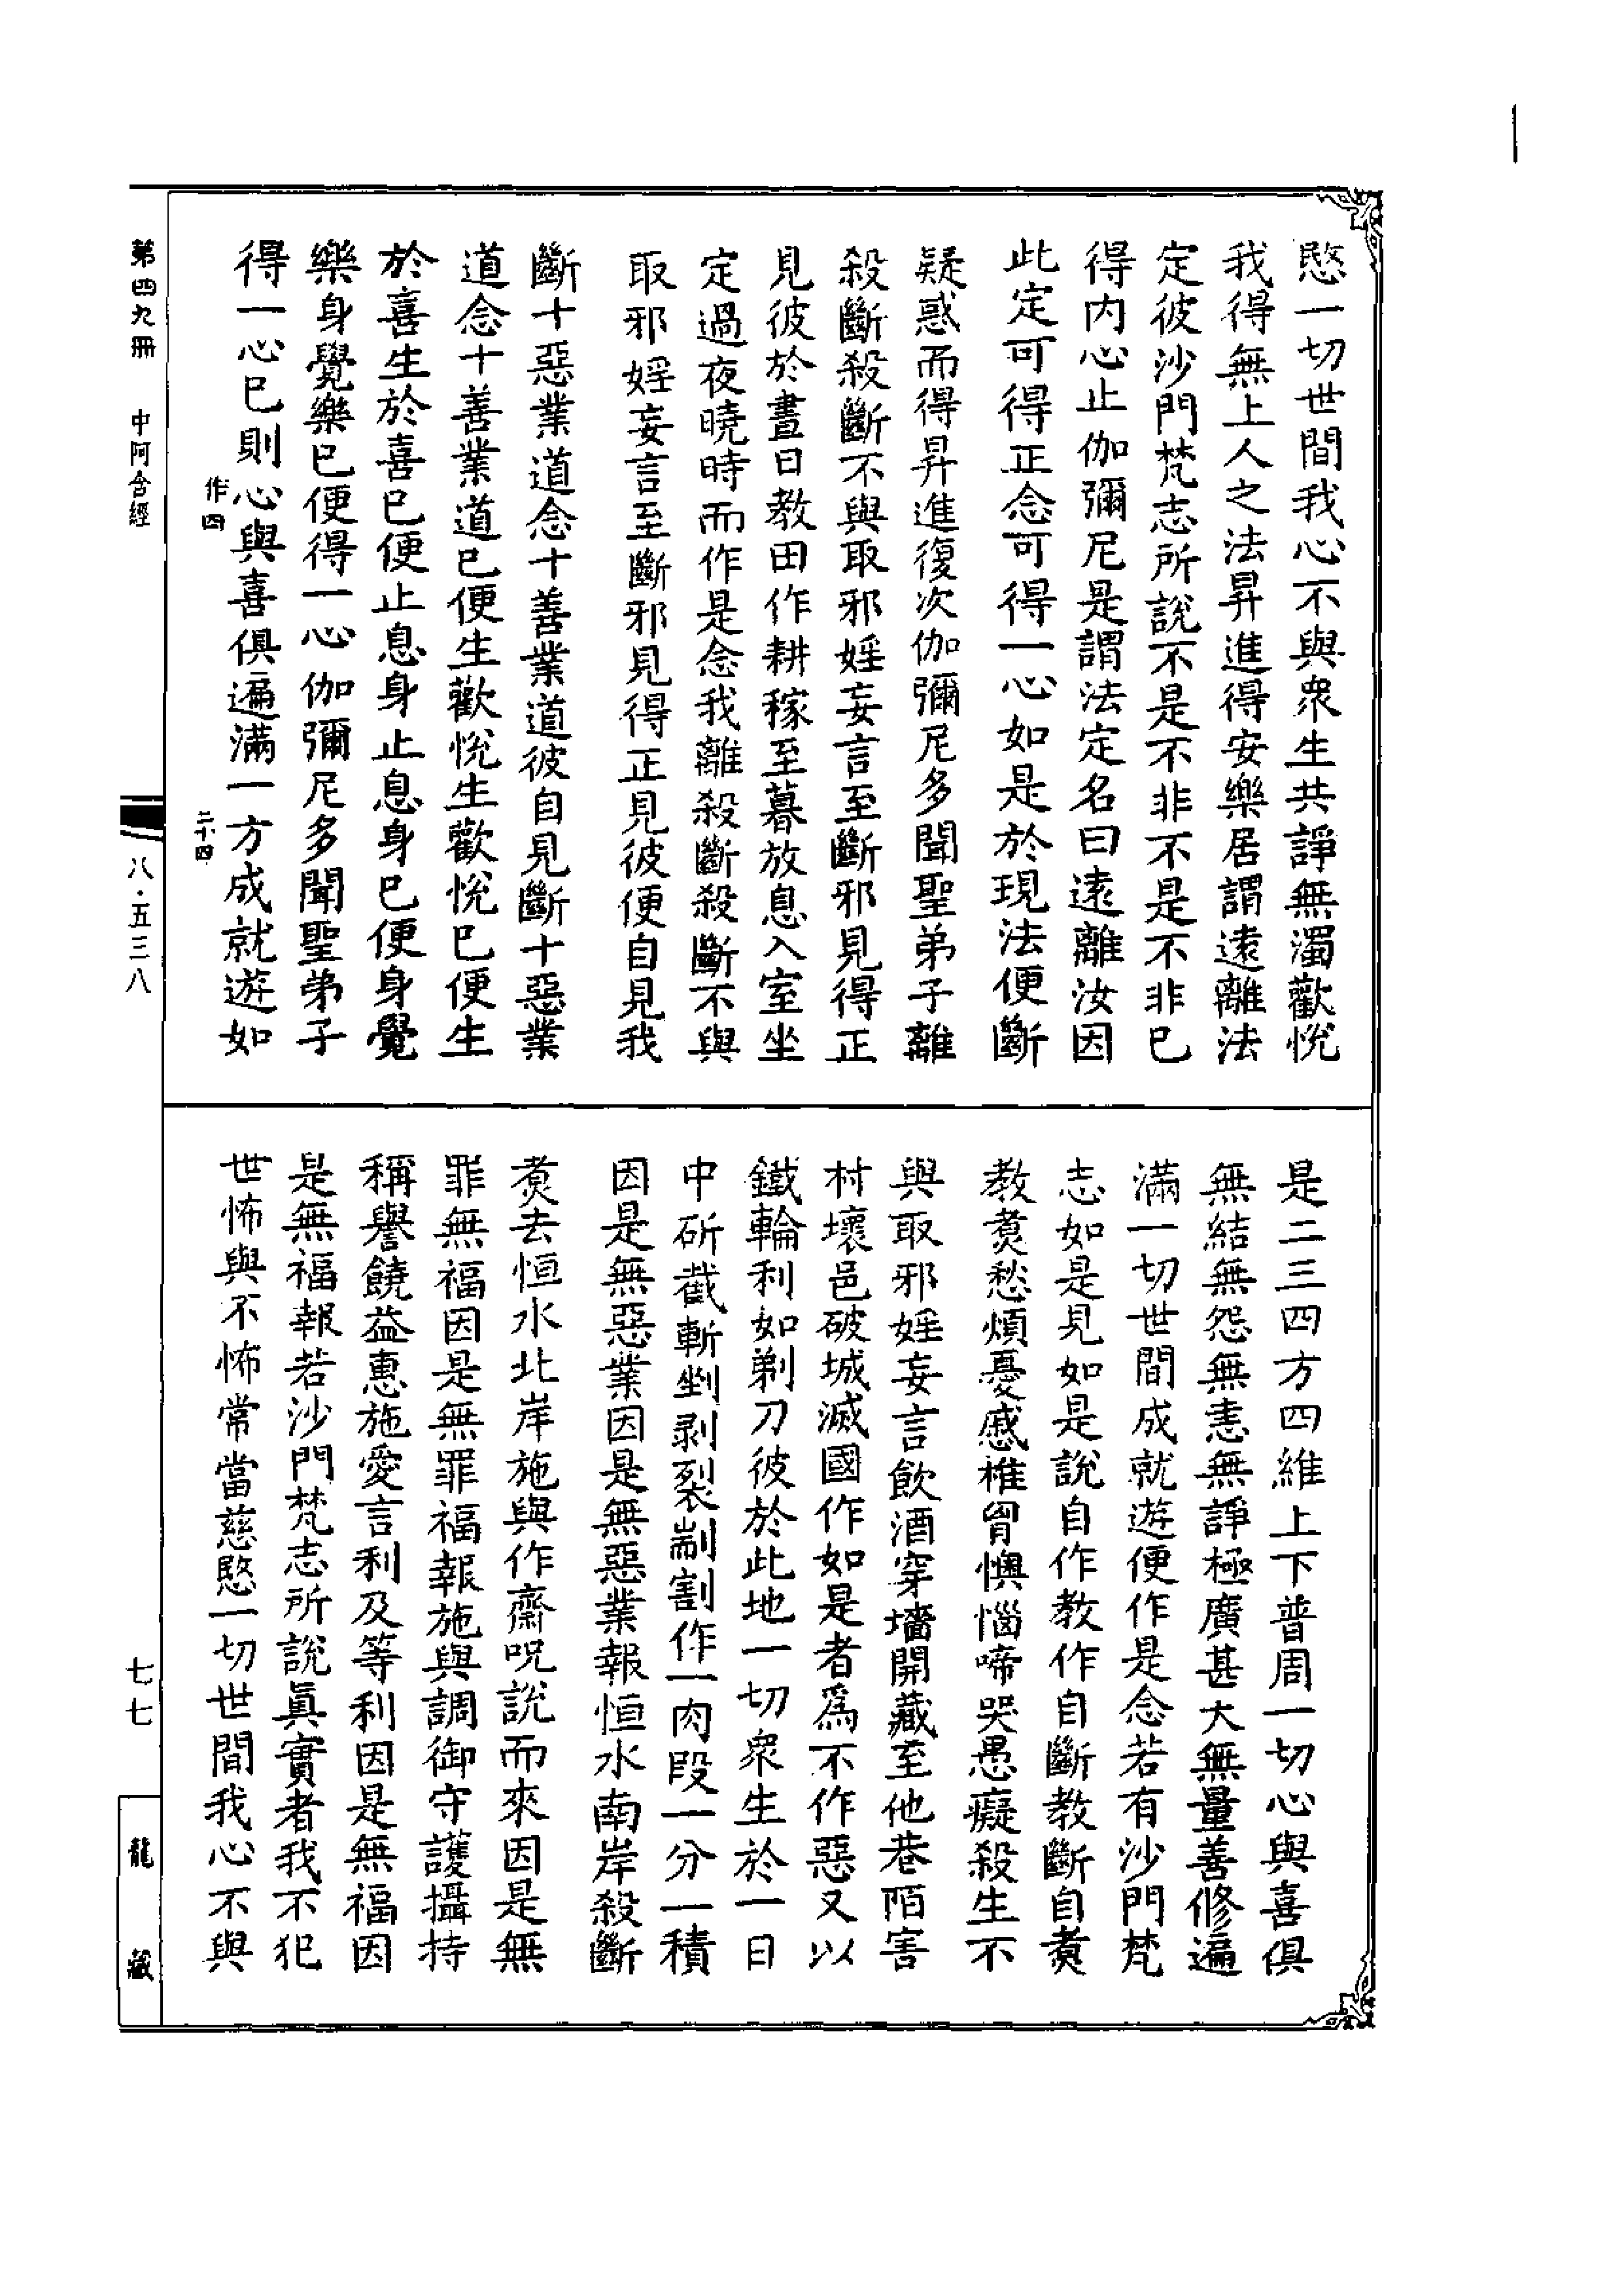 愍一切世間我心不與衆生共諍無濁歡悅
我得無上人之法昇進得安樂居謂遠離法
定彼沙門梵志所說不是不非不是不非已
得內心止伽彌尼是謂法定名曰遠離汝因
此定可得正念可得一心如是於現法便斷
疑惑而得昇進復次伽彌尼多聞聖弟子離
殺斷殺斷不與取邪婬妄言至斷邪見得正
見彼於晝日教田作耕稼至暮放息入室坐
定過夜曉時而作是念我離殺斷殺斷不與
取邪婬妄言至斷邪見得正見彼便自見我
斷十惡業道念十善業道彼自見斷十惡業
道念十善業道已便生歡悅生歡悅已便生
於喜生於喜已便止息身止息身已便身覺
樂身覺樂已便得一心伽彌尼多聞聖弟子
得一心已則心與喜俱遍滿一方成就遊如
作四
二十四
是二三四方四維上下普周一切心與喜俱
無結無怨無恚無諍極廣甚大無量善修遍
滿一切世間成就遊便作是念若有沙門梵
志如是見如是說自作教作自斷教斷自煑
教煑愁煩憂慼椎胷懊惱啼哭愚癡殺生不
與取邪婬妄言飲酒穿墻開藏至他巷陌害
村壞邑破城滅國作如是者爲不作惡又以
鐵輪利如剃刀彼於此地一切衆生於一日
中斫截斬剉剥裂剬割作一肉段一分一積
因是無惡業因是無惡業報恒水南岸殺斷
煑去恒水北岸施與作齋呪說而來因是無
罪無福因是無罪福報施與調御守護攝持
稱譽饒益惠施愛言利及等利因是無福因
是無福報若沙門梵志所說眞實者我不犯
世怖與不怖常當慈愍一切世間我心不與
第四九冊 中阿含經
八·五三八
七七
龍藏